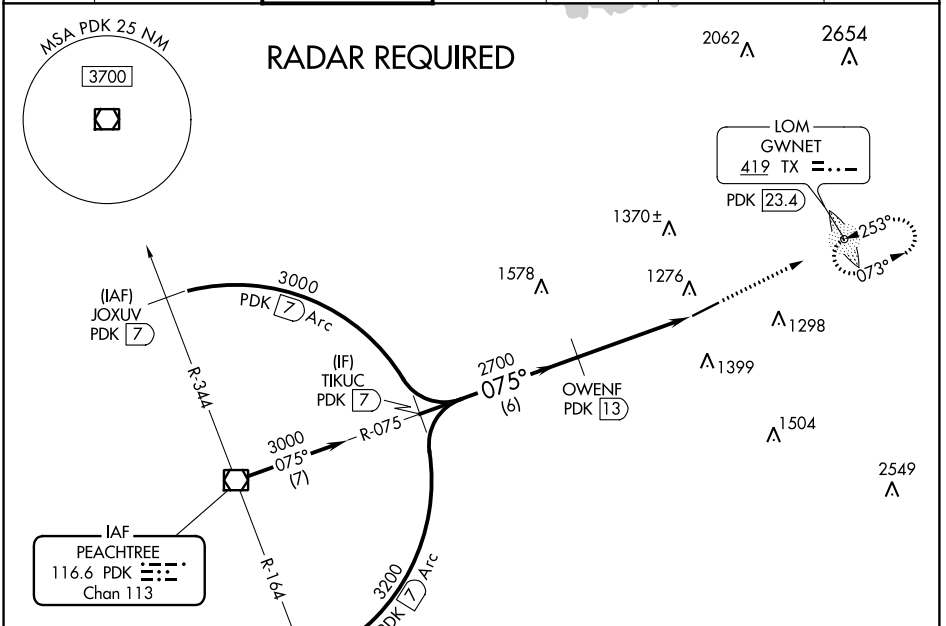 MSA PDK 25 NM
3700
RADAR REQUIRED
2062
2654
LOM
GWNET
419 TX
PDK 23.4
253°
073°
1370±
1578
1276
1298
1399
1504
2549
(IAF)
JOXUV
PDK 7
3000
PDK 7 Arc
R-344
(IF)
TIKUC
PDK 7
2700
075°
(6)
OWENF
PDK 13
3000
075°
(7)
R-075
IAF
PEACHTREE
116.6 PDK
Chan 113
R-164
3200
PDK 7 Arc